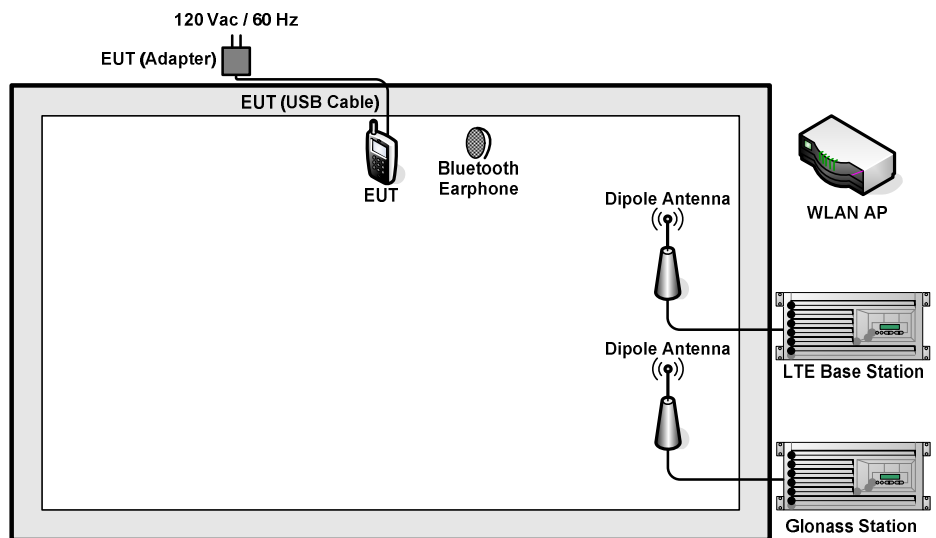 120 Vac / 60 Hz
EUT (Adapter)
EUT (USB Cable)
EUT
Bluetooth
Earphone
WLAN AP
Dipole Antenna
LTE Base Station
Dipole Antenna
Glonass Station